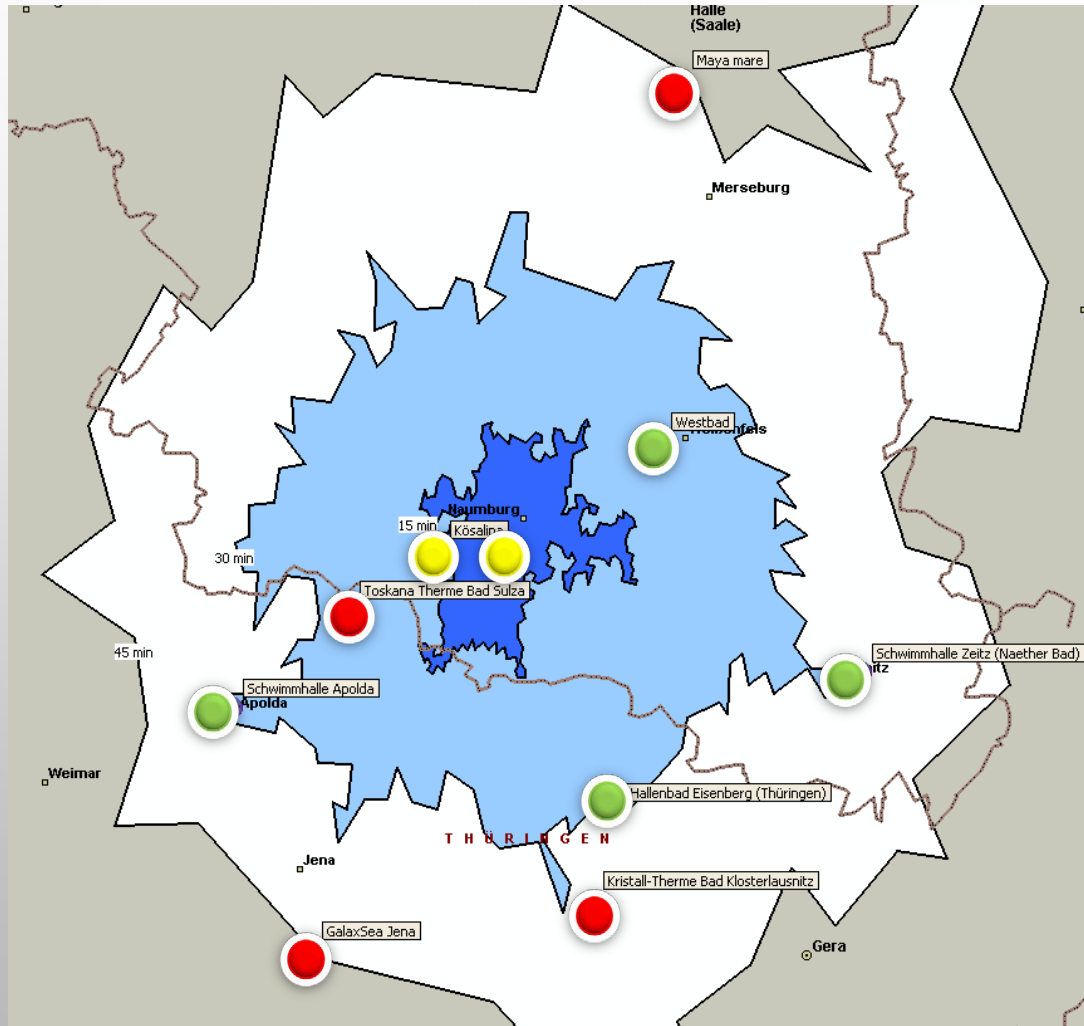 Halle
(Saale)
Maya mare
Merseburg
Westbad
Naumburg
15 min
Kösalina
30 min
Toskana Therme Bad Sulza
45 min
Schwimmhalle Zeitz (Naether Bad)
itz
Schwimmhalle Apolda
Apolda
Weimar
Hallenbad Eisenberg (Thüringen)
THÜRINGEN
Jena
Kristall-Therme Bad Klosterlausnitz
GalaxSea Jena
Gera